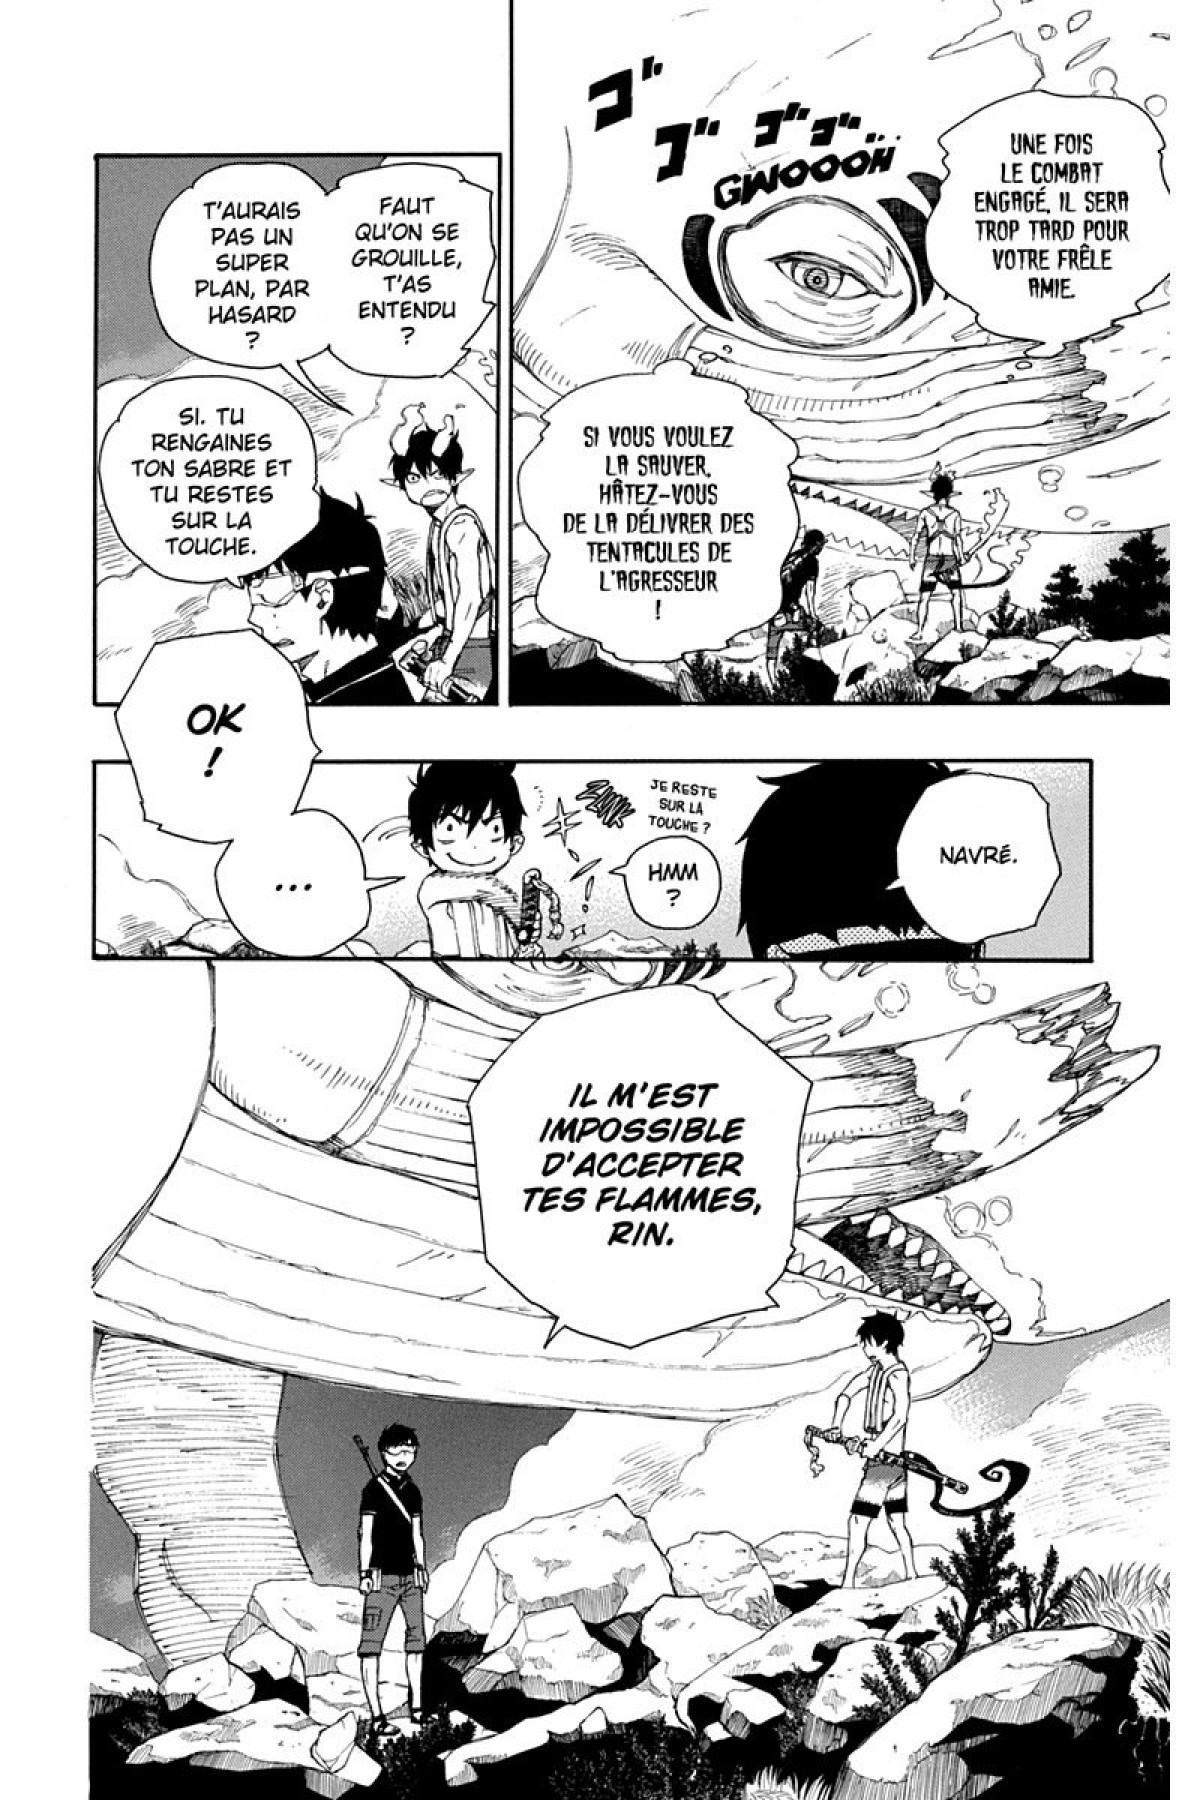 ゴ
ゴ
ゴゴ…
GWOOOH
UNE FOIS
LE COMBAT
ENGAGÉ, IL SERA
TROP TARD POUR
VOTRE FRÊLE
AMIE.
SI VOUS VOULEZ
LA SAUVER,
HÂTEZ-VOUS
DE LA DÉLIVRER DES
TENTACULES DE
L'AGRESSEUR
!
FAUT
QU'ON SE
GROUILLE,
T'AS
ENTENDU
?
T'AURAIS
PAS UN
SUPER
PLAN, PAR
HASARD
?
SI. TU
RENGAINES
TON SABRE ET
TU RESTES
SUR LA
TOUCHE.
OK
!
...
JE RESTE
SUR LA
TOUCHE ?
HMM
?
NAVRÉ.
IL M'EST
IMPOSSIBLE
D'ACCEPTER
TES FLAMMES,
RIN.